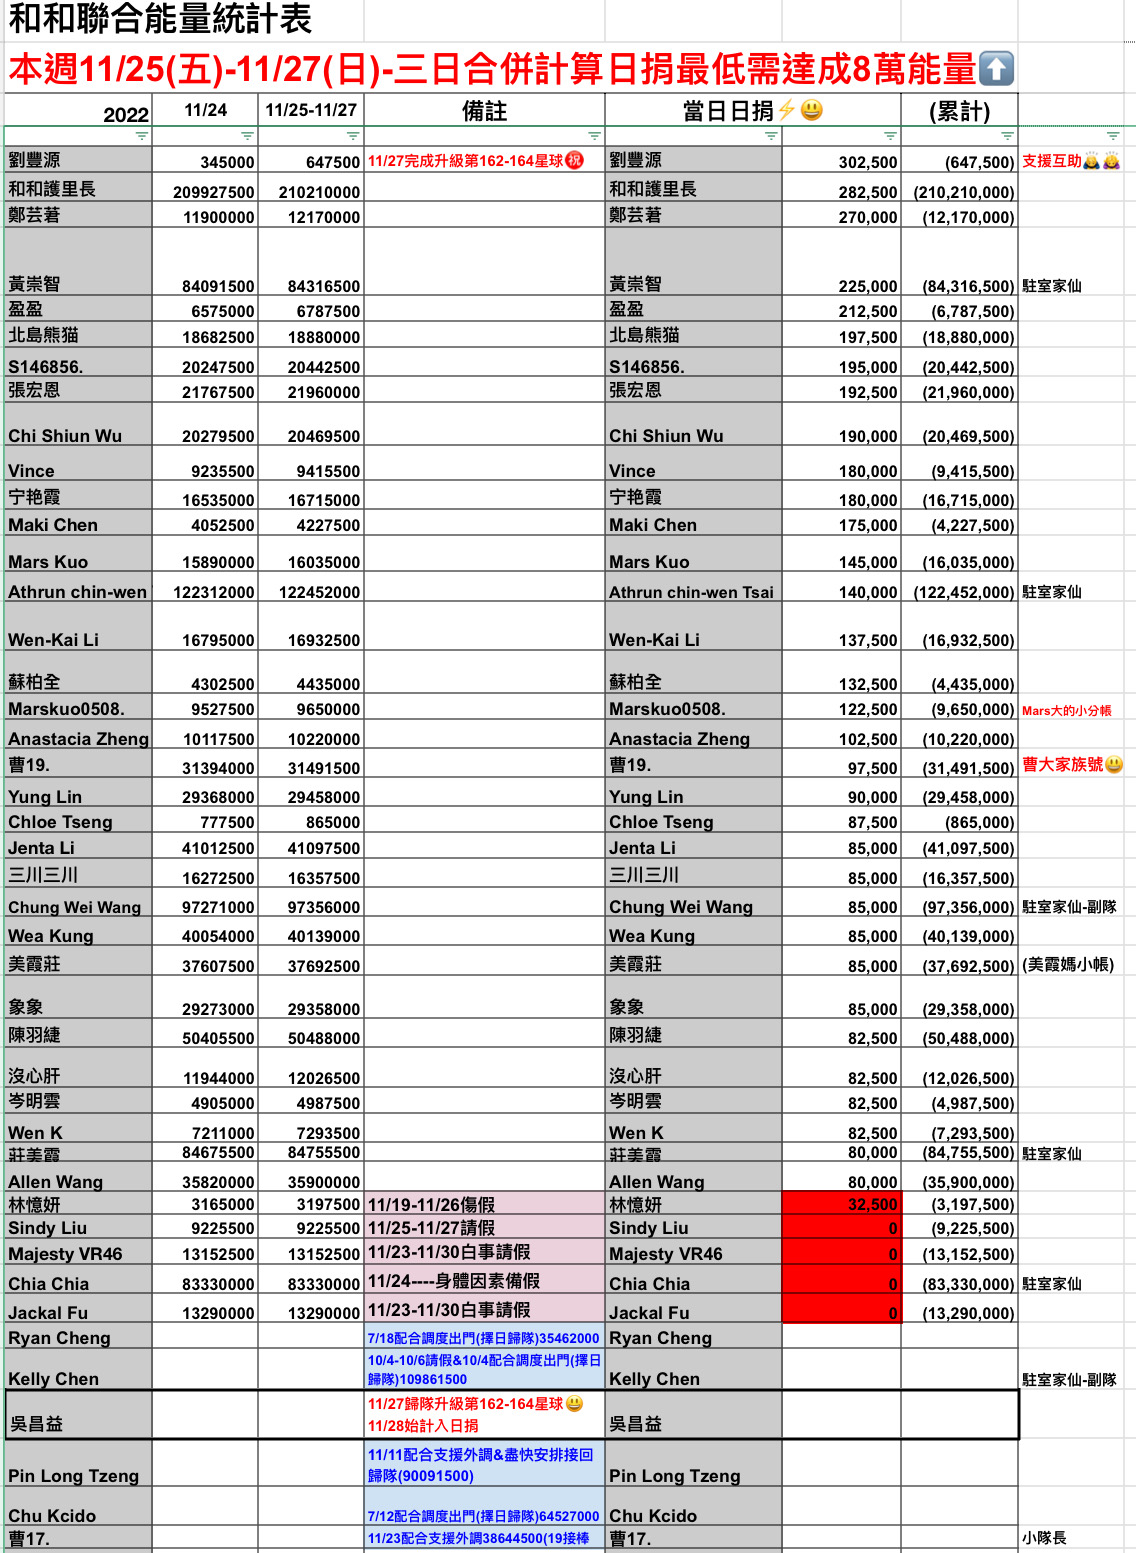 和和聯合能量統計表
本週11/25(五)-11/27(日)-三日合併計算日捐最低需達成8萬能量⬆️
2022 11/24 11/25-11/27 備註 當日日捐⚡😃 (累計)
劉豐源 345000 647500 11/27完成升級第162-164星球㊗️ 劉豐源 302,500 (647,500) 支援互助🙇🙇‍♀️
和和護里長 209927500 210210000 和和護里長 282,500 (210,210,000)
鄭芸碁 11900000 12170000 鄭芸碁 270,000 (12,170,000)
黃崇智 84091500 84316500 黃崇智 225,000 (84,316,500) 駐室家仙
盈盈 6575000 6787500 盈盈 212,500 (6,787,500)
北島熊猫 18682500 18880000 北島熊猫 197,500 (18,880,000)
S146856. 20247500 20442500 S146856. 195,000 (20,442,500)
張宏恩 21767500 21960000 張宏恩 192,500 (21,960,000)
Chi Shiun Wu 20279500 20469500 Chi Shiun Wu 190,000 (20,469,500)
Vince 9235500 9415500 Vince 180,000 (9,415,500)
宁艳霞 16535000 16715000 宁艳霞 180,000 (16,715,000)
Maki Chen 4052500 4227500 Maki Chen 175,000 (4,227,500)
Mars Kuo 15890000 16035000 Mars Kuo 145,000 (16,035,000)
Athrun chin-wen 122312000 122452000 Athrun chin-wen Tsai 140,000 (122,452,000) 駐室家仙
Wen-Kai Li 16795000 16932500 Wen-Kai Li 137,500 (16,932,500)
蘇柏全 4302500 4435000 蘇柏全 132,500 (4,435,000)
Marskuo0508. 9527500 9650000 Marskuo0508. 122,500 (9,650,000) Mars大的小分帳
Anastacia Zheng 10117500 10220000 Anastacia Zheng 102,500 (10,220,000)
曹19. 31394000 31491500 曹19. 97,500 (31,491,500) 曹大家族號😃
Yung Lin 29368000 29458000 Yung Lin 90,000 (29,458,000)
Chloe Tseng 777500 865000 Chloe Tseng 87,500 (865,000)
Jenta Li 41012500 41097500 Jenta Li 85,000 (41,097,500)
三川三川 16272500 16357500 三川三川 85,000 (16,357,500)
Chung Wei Wang 97271000 97356000 Chung Wei Wang 85,000 (97,356,000) 駐室家仙-副隊
Wea Kung 40054000 40139000 Wea Kung 85,000 (40,139,000)
美霞莊 37607500 37692500 美霞莊 85,000 (37,692,500) (美霞媽小帳)
象象 29273000 29358000 象象 85,000 (29,358,000)
陳羽緁 50405500 50488000 陳羽緁 82,500 (50,488,000)
沒心肝 11944000 12026500 沒心肝 82,500 (12,026,500)
岑明雲 4905000 4987500 岑明雲 82,500 (4,987,500)
Wen K 7211000 7293500 Wen K 82,500 (7,293,500)
莊美霞 84675500 84755500 莊美霞 80,000 (84,755,500) 駐室家仙
Allen Wang 35820000 35900000 Allen Wang 80,000 (35,900,000)
林憶妍 3165000 3197500 11/19-11/26傷假 林憶妍 32,500 (3,197,500)
Sindy Liu 9225500 9225500 11/25-11/27請假 Sindy Liu 0 (9,225,500)
Majesty VR46 13152500 13152500 11/23-11/30白事請假 Majesty VR46 0 (13,152,500)
Chia Chia 83330000 83330000 11/24----身體因素備假 Chia Chia 0 (83,330,000) 駐室家仙
Jackal Fu 13290000 13290000 11/23-11/30白事請假 Jackal Fu 0 (13,290,000)
Ryan Cheng 7/18配合調度出門(擇日歸隊)35462000 Ryan Cheng
10/4-10/6請假&10/4配合調度出門(擇日
Kelly Chen 歸隊)109861500 Kelly Chen 駐室家仙-副隊
11/27歸隊升級第162-164星球😃
吳昌益 11/28始計入日捐 吳昌益
11/11配合支援外調&盡快安排接回
Pin Long Tzeng 歸隊(90091500) Pin Long Tzeng
Chu Kcido 7/12配合調度出門(擇日歸隊)64527000 Chu Kcido
曹17. 11/23配合支援外調38644500(19接棒 曹17. 小隊長